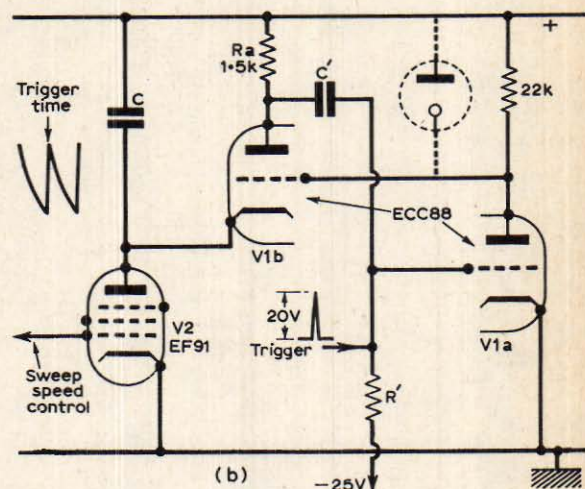 Ra
1·5k
C'
+
Trigger
time
C
22k
ECC88
V1b
V2
EF91
20V
Trigger
V1a
Sweep
speed
control
R'
(b)
−25V